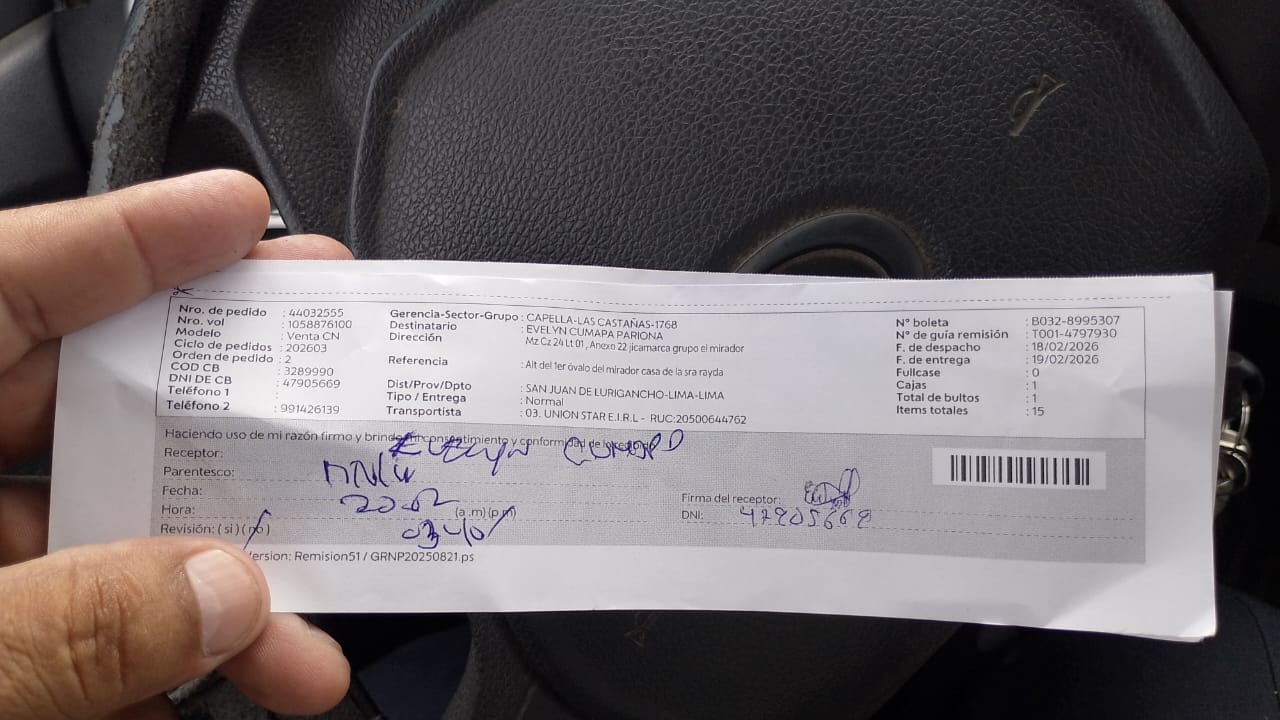 Nro. de pedido : 44032555
Nro. vol : 1058876100
Modelo : Venta CN
Ciclo de pedidos : 202603
Orden de pedido : 2
COD CB : 3289990
DNI DE CB : 47905669
Teléfono 1 :
Teléfono 2 : 991426139
Gerencia-Sector-Grupo : CAPELLA-LAS CASTAÑAS-1768
Destinatario : EVELYN CUMAPA PARIONA
Dirección : Mz Cz 24 Lt 01 , Anexo 22 jicamarca grupo el mirador
Referencia : Alt del 1er óvalo del mirador casa de la sra rayda
Dist/Prov/Dpto : SAN JUAN DE LURIGANCHO-LIMA-LIMA
Tipo / Entrega : Normal
Transportista : 03. UNION STAR E.I.R.L - RUC:20500644762
N° boleta : B032-8995307
N° de guía remisión : T001-4797930
F. de despacho : 18/02/2026
F. de entrega : 19/02/2026
Fullcase : 0
Cajas : 1
Total de bultos : 1
Items totales : 15
Haciendo uso de mi razón firmo y brindo consentimiento y conformidad de
Receptor: Evelyn
Parentesco:
Fecha: 20.02
Hora: (a.m) (p.m)
Revisión: ( si ) ( no )
Firma del receptor:
DNI: 47905669
ersion: Remision51 / GRNP20250821.ps